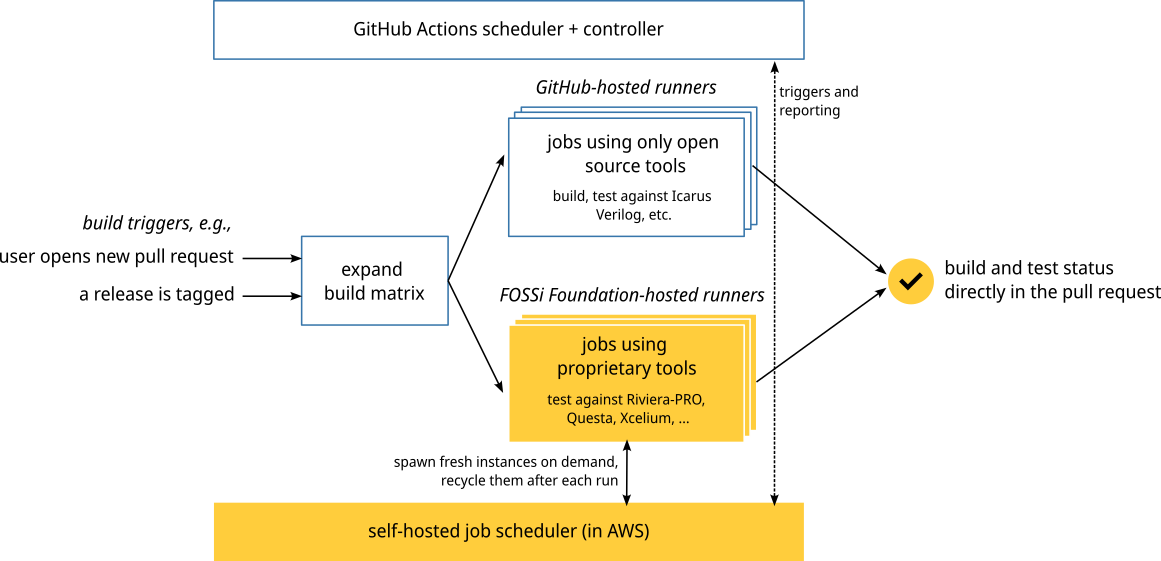 GitHub Actions scheduler + controller
GitHub-hosted runners
triggers and
reporting
jobs using only open
source tools
build, test against Icarus
Verilog, etc.
build triggers, e.g.,
user opens new pull request
a release is tagged
expand
build matrix
build and test status
directly in the pull request
FOSSi Foundation-hosted runners
jobs using
proprietary tools
test against Riviera-PRO,
Questa, Xcelium, ...
spawn fresh instances on demand,
recycle them after each run
self-hosted job scheduler (in AWS)